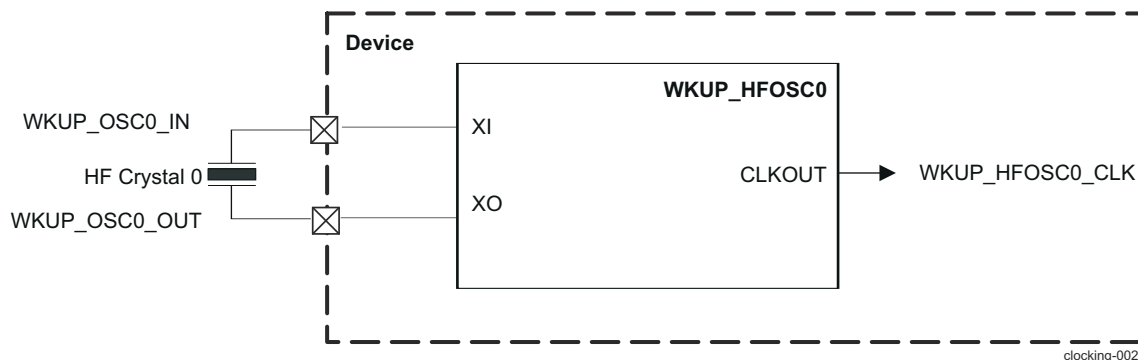 Device
WKUP_HFOSC0
WKUP_OSC0_IN
XI
HF Crystal 0
CLKOUT
WKUP_HFOSC0_CLK
XO
WKUP_OSC0_OUT
clocking-002